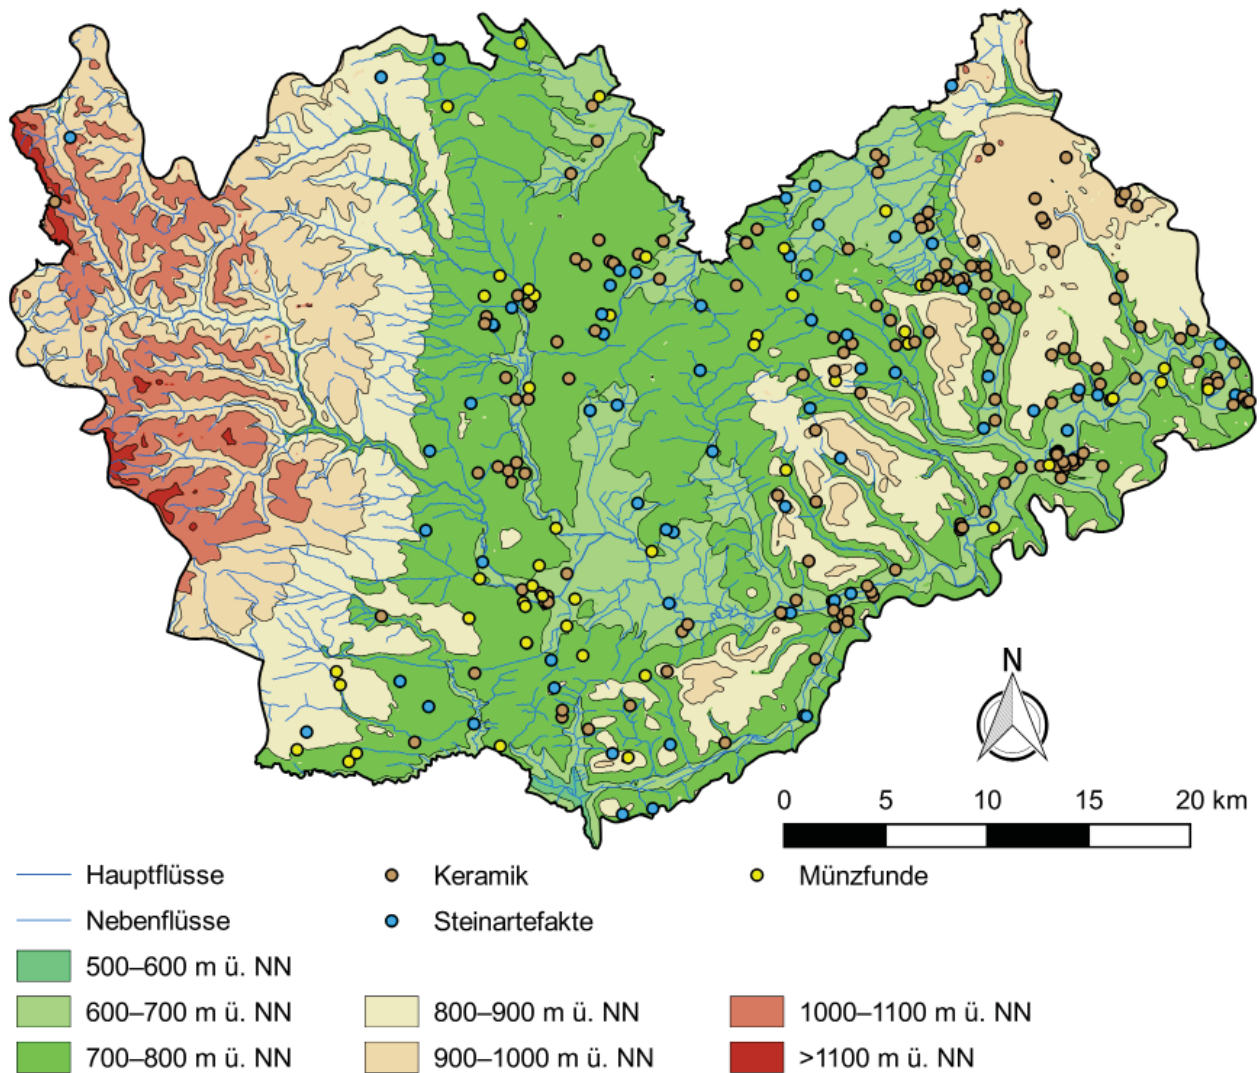 N
0 5 10 15 20 km
Hauptflüsse Keramik Münzfunde
Nebenflüsse Steinartefakte
500–600 m ü. NN
600–700 m ü. NN 800–900 m ü. NN 1000–1100 m ü. NN
700–800 m ü. NN 900–1000 m ü. NN >1100 m ü. NN